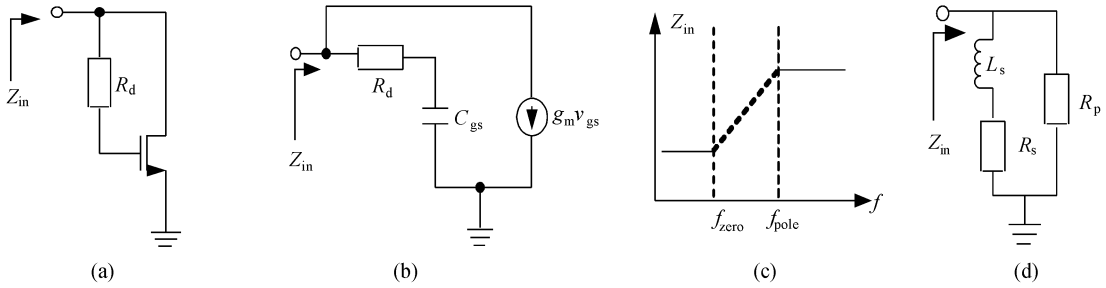 Z_in
R_d
(a)
Z_in
R_d
C_gs
g_m v_gs
(b)
Z_in
f_zero
f_pole
f
(c)
Z_in
L_s
R_s
R_p
(d)